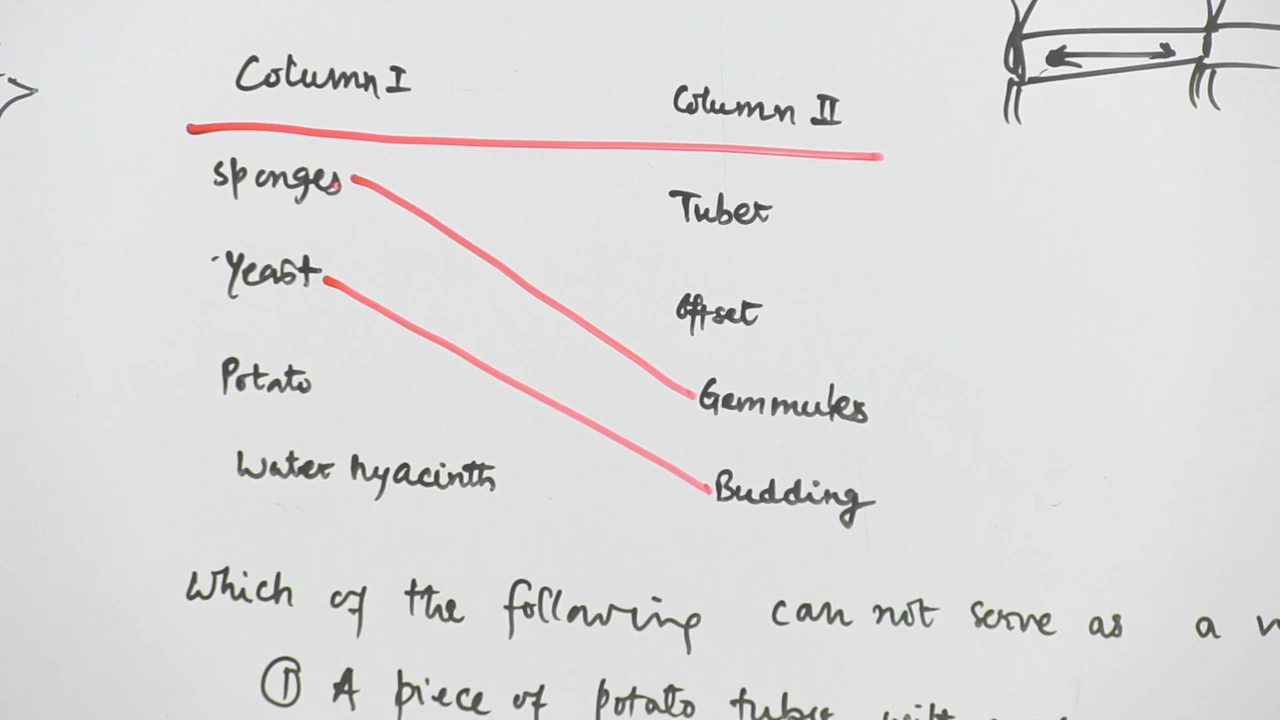 Column I Column II
Sponges Tuber
Yeast Offset
Potato Gemmules
Water hyacinth Budding
Which of the following can not serve as a
① A piece of potato tuber